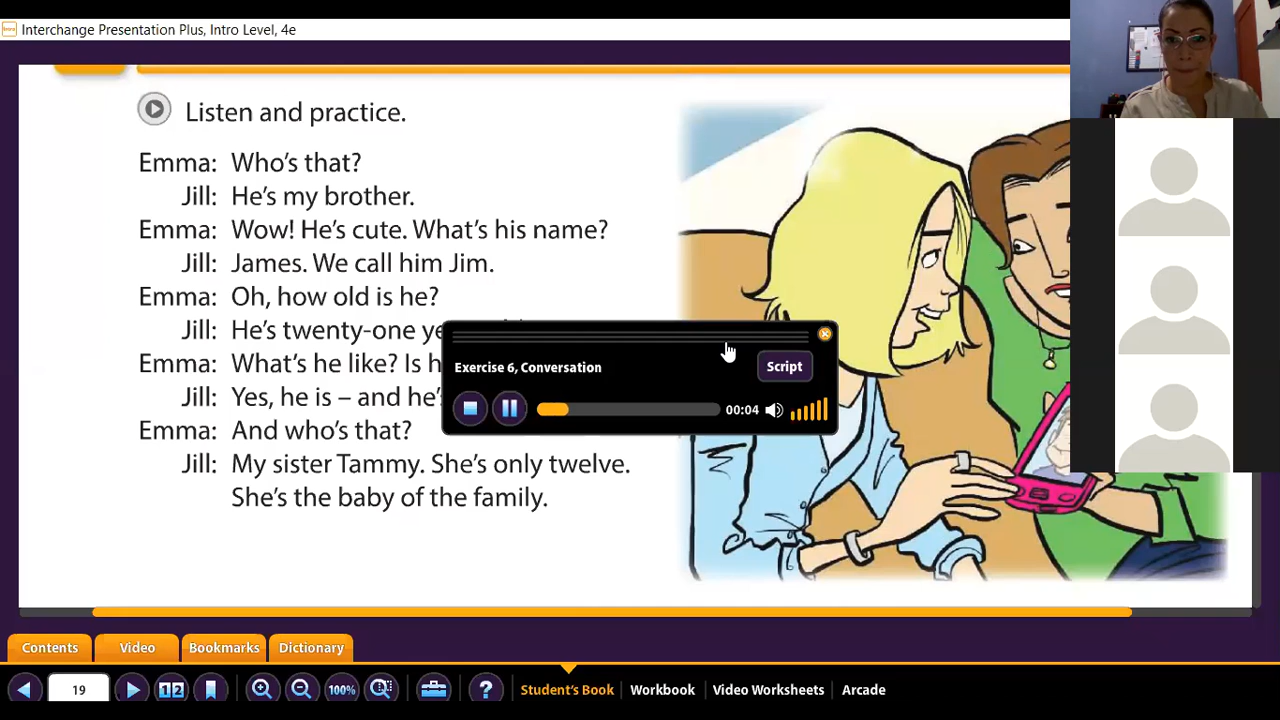 Interchange Presentation Plus, Intro Level, 4e
Listen and practice.
Emma: Who's that?
Jill: He's my brother.
Emma: Wow! He's cute. What's his name?
Jill: James. We call him Jim.
Emma: Oh, how old is he?
Jill: He's twenty-one
Emma: What's he like? Is
Jill: Yes, he is – and he's
Emma: And who's that?
Jill: My sister Tammy. She's only twelve.
She's the baby of the family.
Exercise 6, Conversation
Script
00:04
Contents Video Bookmarks Dictionary
19 12 100% ? Student's Book Workbook Video Worksheets Arcade